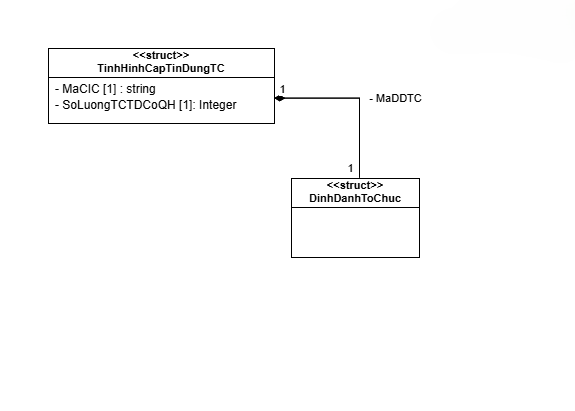 <<struct>>
TinhHinhCapTinDungTC
- MaCIC [1] : string
- SoLuongTCTDCoQH [1]: Integer
1
- MaDDTC
1
<<struct>>
DinhDanhToChuc